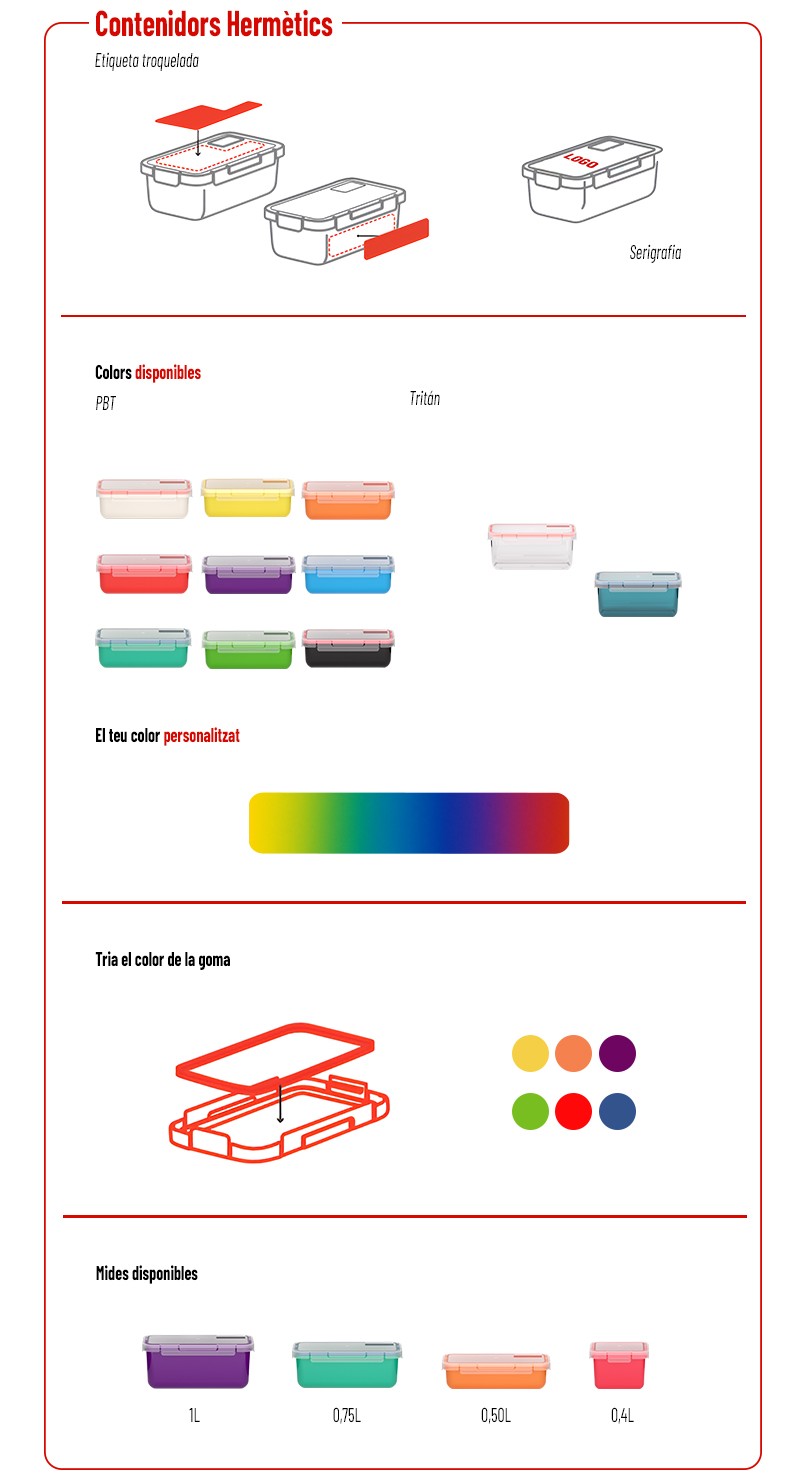 Contenidors Hermètics
Etiqueta troquelada
LOGO
Serigrafia
Colors disponibles
PBT
Tritán
El teu color personalitzat
Tria el color de la goma
Mides disponibles
1L
0,75L
0,50L
0,4L